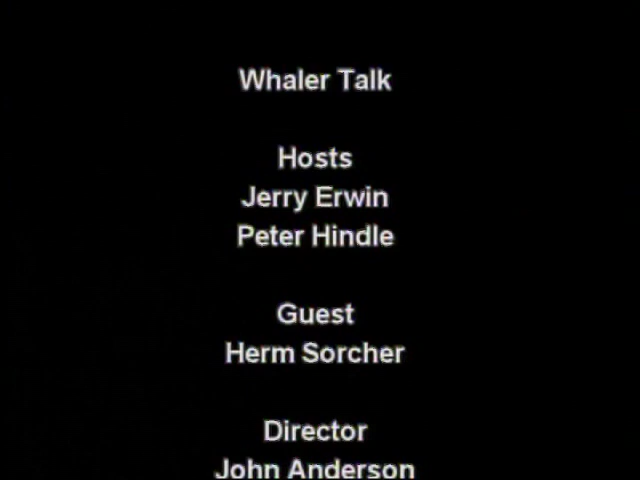 Whaler Talk
Hosts
Jerry Erwin
Peter Hindle
Guest
Herm Sorcher
Director
John Anderson